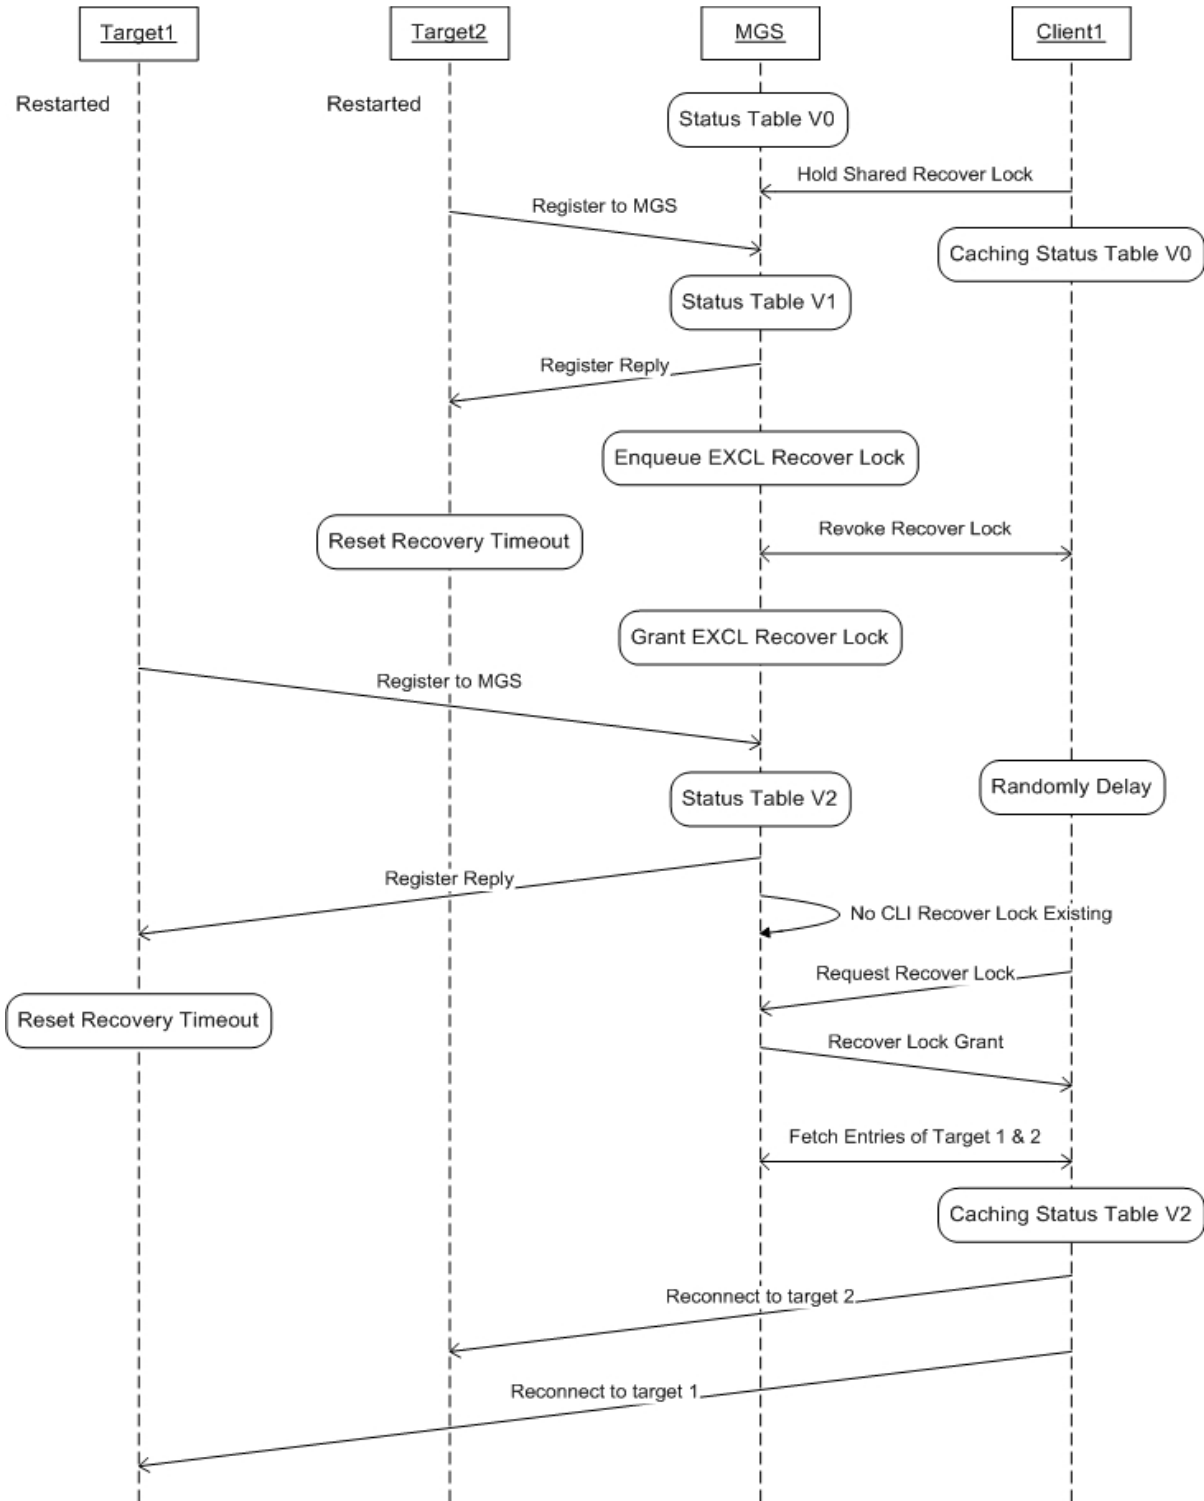 Target1
Target2
MGS
Client1
Restarted
Restarted
Status Table V0
Hold Shared Recover Lock
Register to MGS
Caching Status Table V0
Status Table V1
Register Reply
Enqueue EXCL Recover Lock
Revoke Recover Lock
Reset Recovery Timeout
Grant EXCL Recover Lock
Register to MGS
Randomly Delay
Status Table V2
Register Reply
No CLI Recover Lock Existing
Request Recover Lock
Reset Recovery Timeout
Recover Lock Grant
Fetch Entries of Target 1 & 2
Caching Status Table V2
Reconnect to target 2
Reconnect to target 1